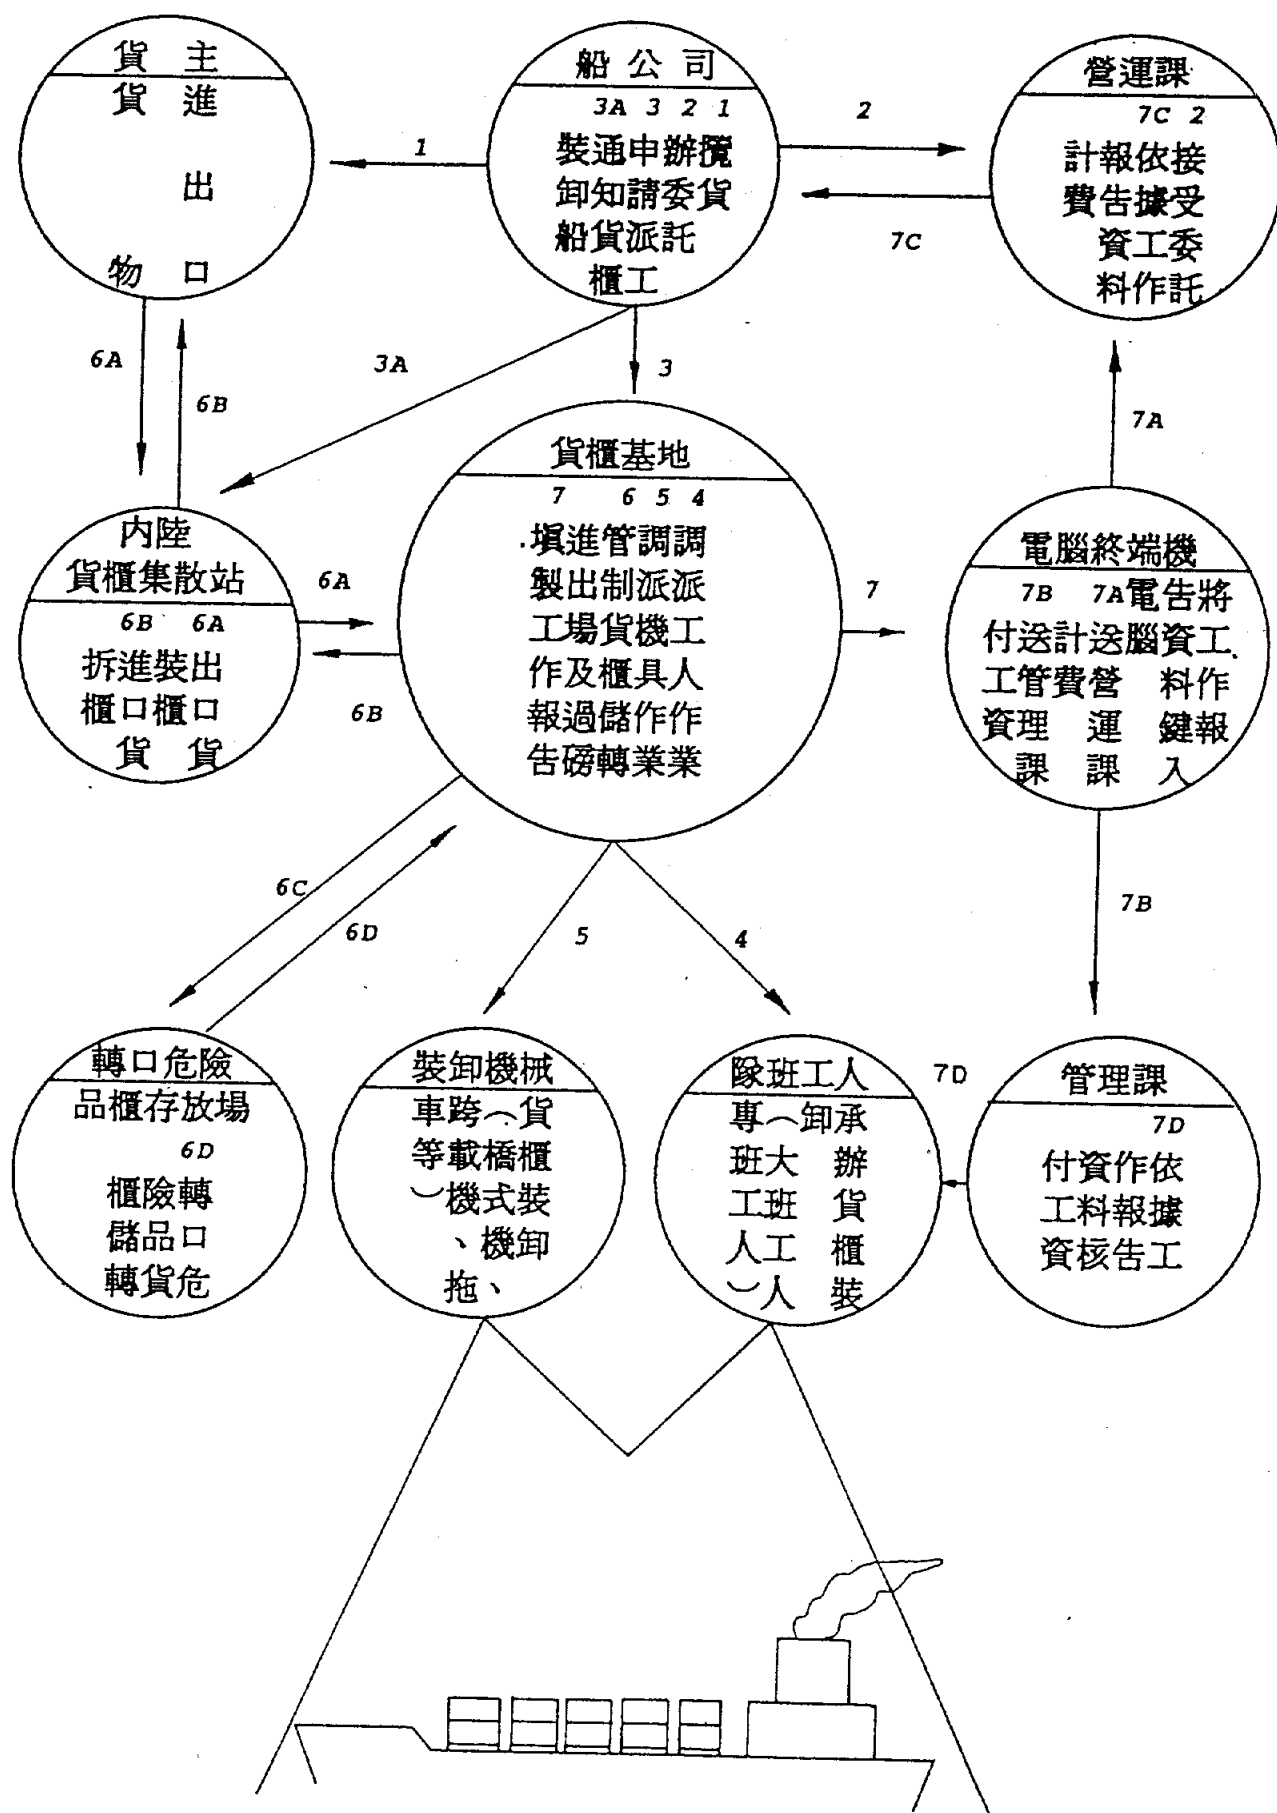 貨主
進出口
貨物
船公司
1 攬貨
2 辦委託
3 申請派工
3A 通知貨櫃
裝卸船
營運課
2 接受委託
7C 依據工作
報告資料
計費
1
2
7C
6A
6B
3A
3
7A
內陸
貨櫃集散站
6A 出口貨
裝櫃
6B 進口貨
拆櫃
6A
6B
貨櫃基地
4 調派工人作業
5 調派機具作業
6 管制貨櫃儲轉
進出場及過磅
7 填製工作報告
7
電腦終端機
將工作報
告資料鍵入
電腦
7A 送營運課
計費
7B 送管理課
付工資
6C
6D
5
4
7B
轉口危險
品櫃存放場
6D
轉口危
險品貨
櫃儲轉
裝卸機械
貨櫃裝卸
(橋式機、
跨載機、拖
車等)
隊班工人
承辦貨櫃裝
卸
(大班工人
專班工人)
7D
管理課
7D
依據工
作報告
資料核
付工資